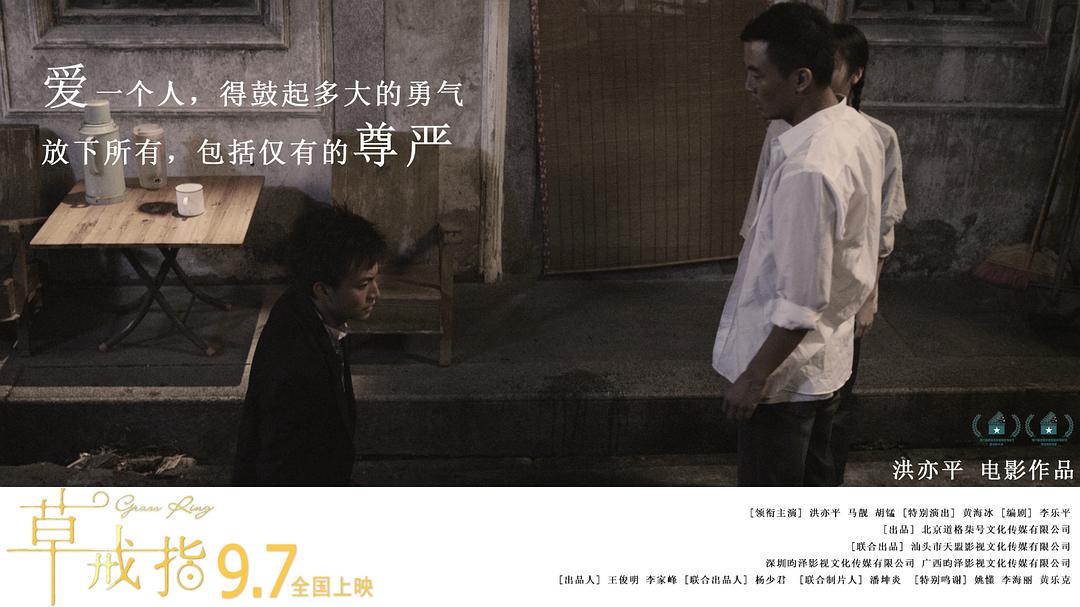 爱一个人，得鼓起多大的勇气
放下所有，包括仅有的尊严
洪亦平 电影作品
Grass Ring
草戒指
9.7全国上映
[领衔主演] 洪亦平 马靓 胡锰 [特别演出] 黄海冰 [编剧] 李乐平
[出品] 北京道格柒号文化传媒有限公司
[联合出品] 汕头市天盟影视文化传媒有限公司
深圳昀泽影视文化传媒有限公司 广西昀泽影视文化传媒有限公司
[出品人] 王俊明 李家峰 [联合出品人] 杨少君 [联合制片人] 潘坤炎 [特别鸣谢] 姚懂 李海丽 黄乐克